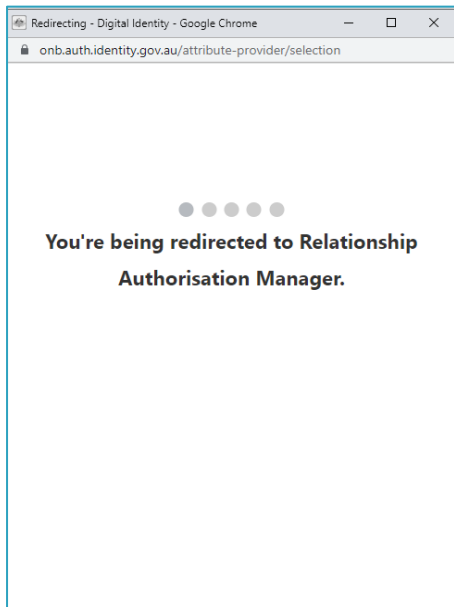 Redirecting - Digital Identity - Google Chrome
onb.auth.identity.gov.au/attribute-provider/selection
You're being redirected to Relationship
Authorisation Manager.